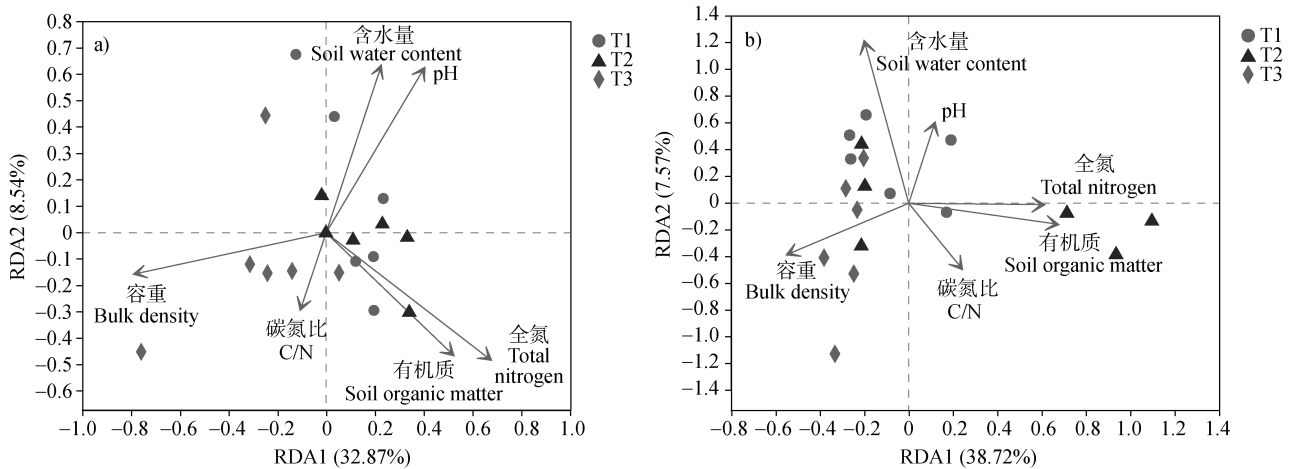 a)
0.8
0.7
0.6
0.5
0.4
0.3
0.2
0.1
0
−0.1
−0.2
−0.3
−0.4
−0.5
−0.6
RDA2 (8.54%)
含水量
Soil water content
pH
容重
Bulk density
碳氮比
C/N
有机质
Soil organic matter
全氮
Total
nitrogen
T1
T2
T3
−1.0 −0.8 −0.6 −0.4 −0.2 0 0.2 0.4 0.6 0.8 1.0
RDA1 (32.87%)
b)
1.4
1.2
1.0
0.8
0.6
0.4
0.2
0
−0.2
−0.4
−0.6
−0.8
−1.0
−1.2
−1.4
RDA2 (7.57%)
含水量
Soil water content
pH
全氮
Total nitrogen
有机质
Soil organic matter
容重
Bulk density
碳氮比
C/N
T1
T2
T3
−0.8 −0.6 −0.4 −0.2 0 0.2 0.4 0.6 0.8 1.0 1.2 1.4
RDA1 (38.72%)